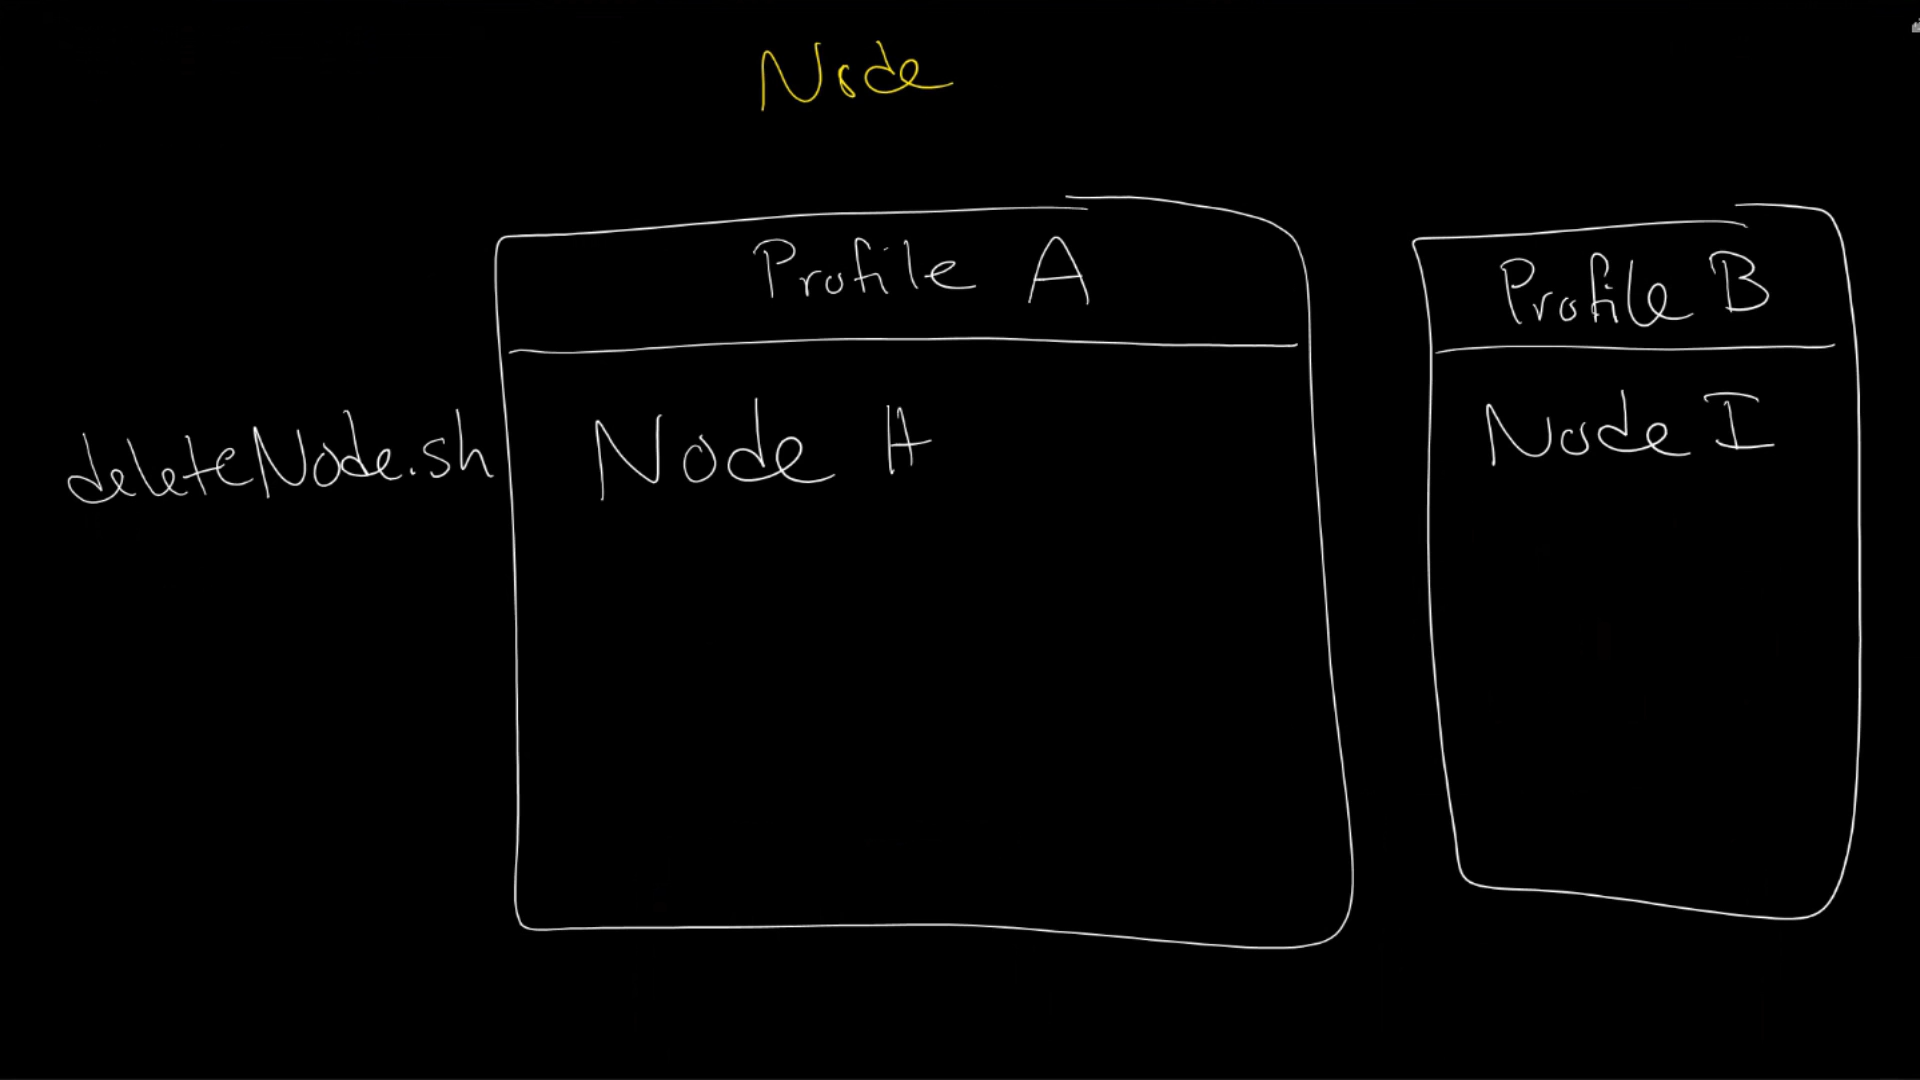 Node
Profile A
Profile B
deleteNode.sh
Node H
Node I